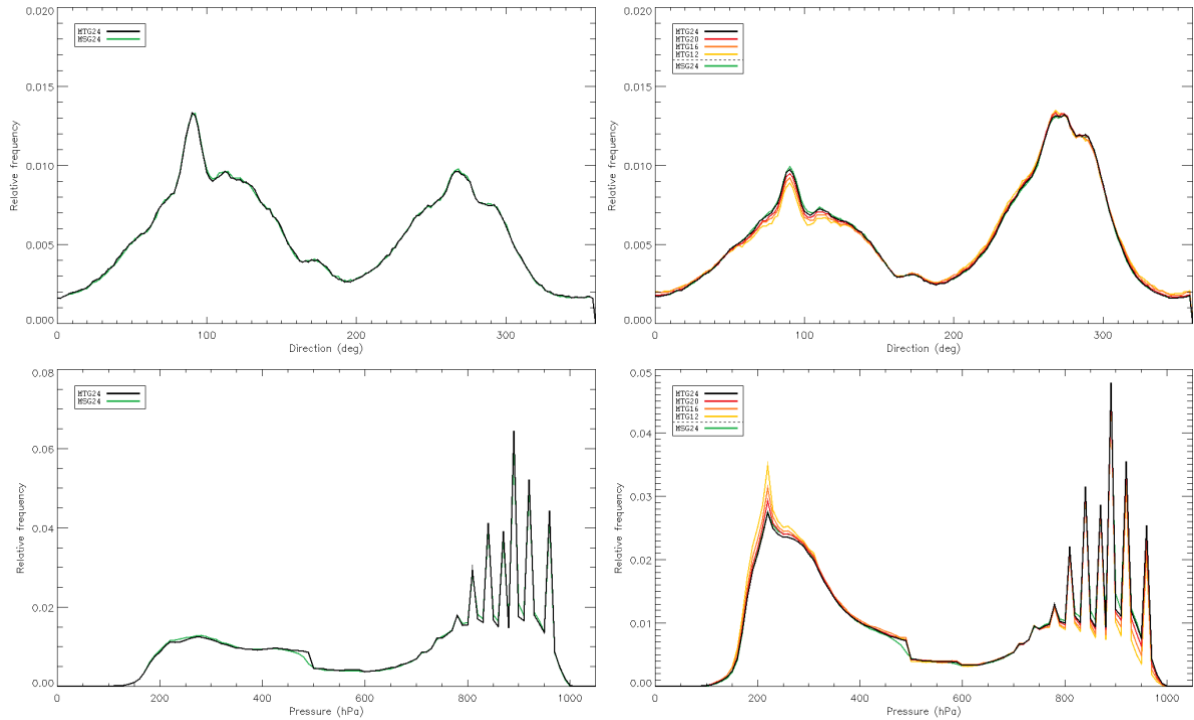 0.020
0.015
0.010
0.005
0.000
Relative frequency
MTG24
MSG24
0
100
200
300
Direction (deg)
0.020
0.015
0.010
0.005
0.000
Relative frequency
MTG24
MTG20
MTG16
MTG12
MSG24
0
100
200
300
Direction (deg)
0.08
0.06
0.04
0.02
0.00
Relative frequency
MTG24
MSG24
0
200
400
600
800
1000
Pressure (hPa)
0.05
0.04
0.03
0.02
0.01
0.00
Relative frequency
MTG24
MTG20
MTG16
MTG12
MSG24
0
200
400
600
800
1000
Pressure (hPa)